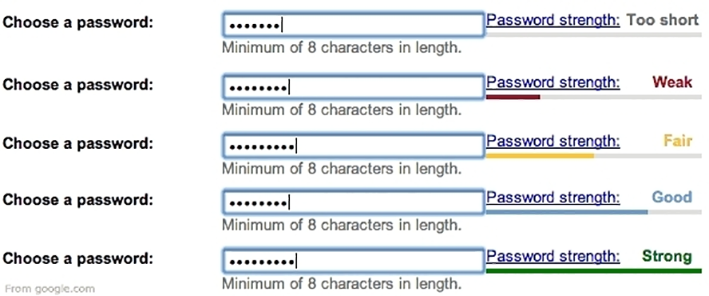 Choose a password: ••••••• Password strength: Too short
Minimum of 8 characters in length.
Choose a password: •••••••• Password strength: Weak
Minimum of 8 characters in length.
Choose a password: ••••••••• Password strength: Fair
Minimum of 8 characters in length.
Choose a password: •••••••• Password strength: Good
Minimum of 8 characters in length.
Choose a password: ••••••••• Password strength: Strong
Minimum of 8 characters in length.
From google.com